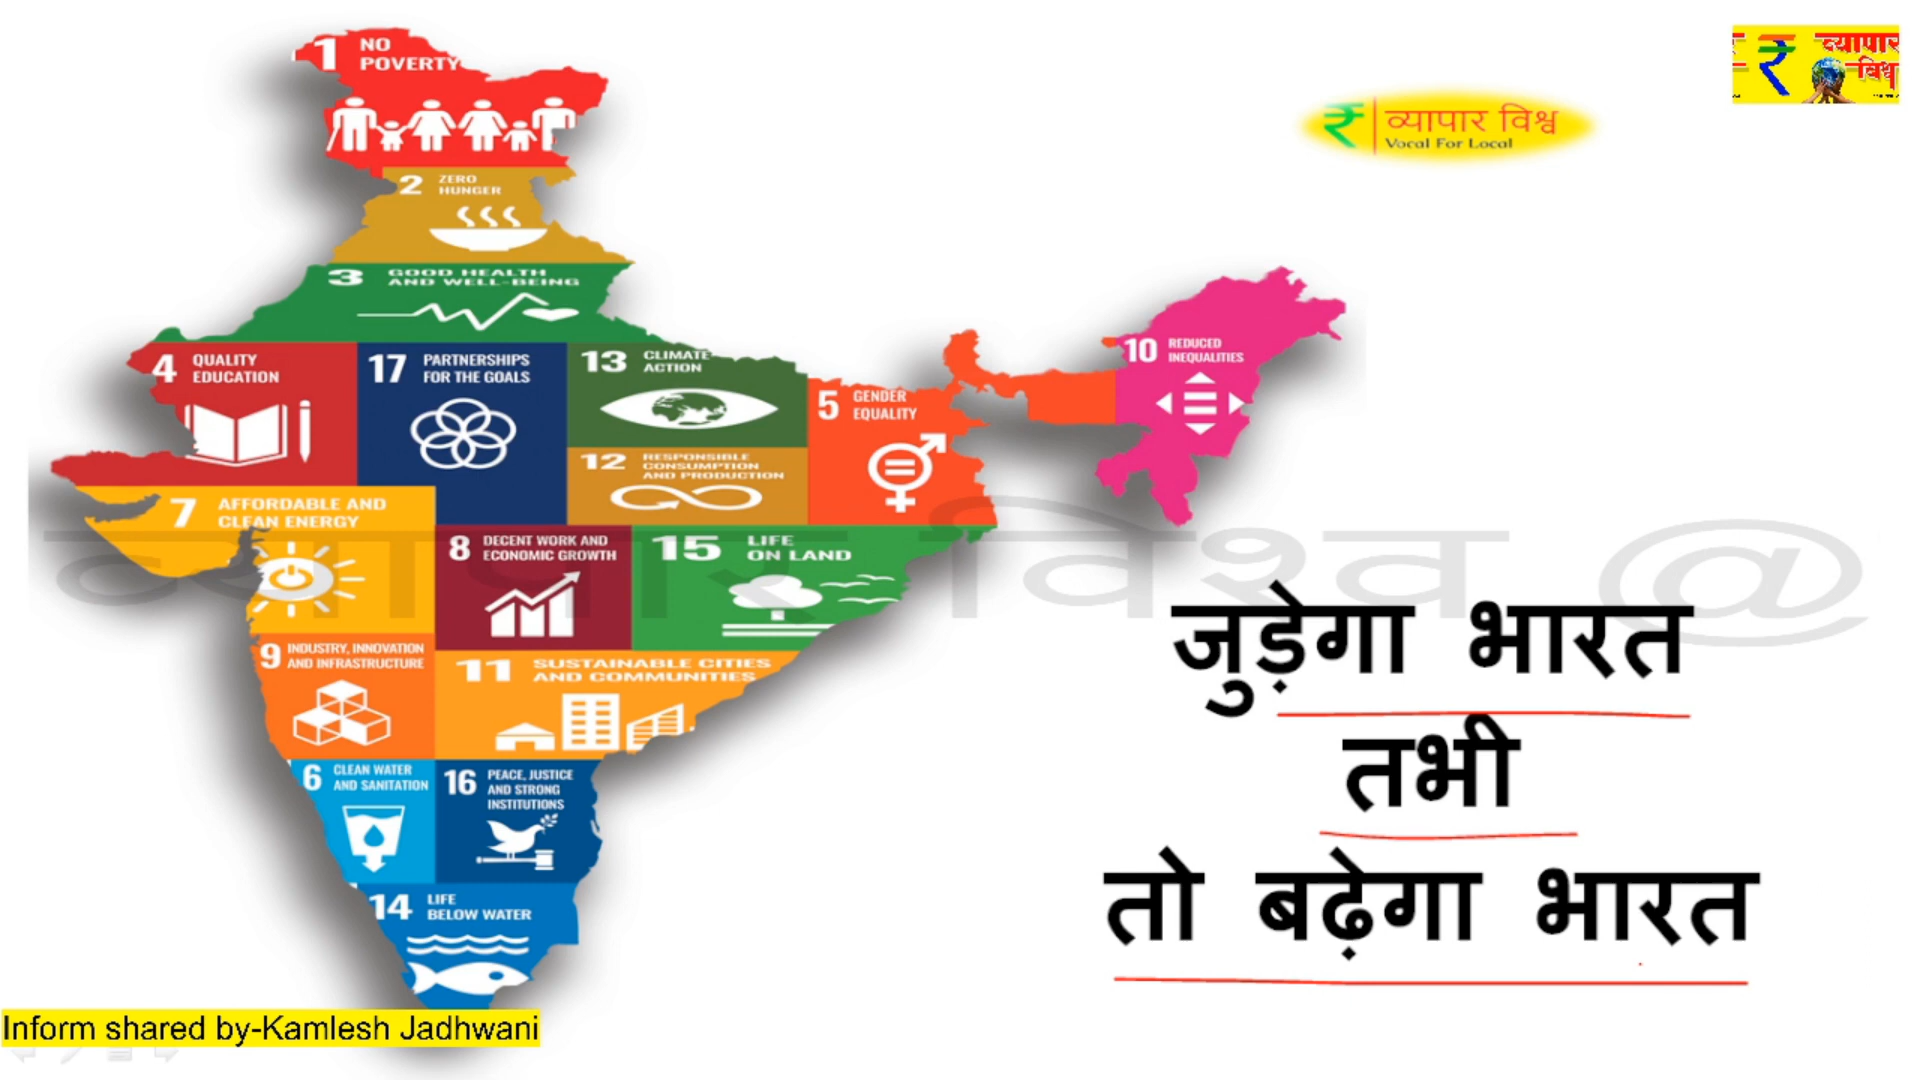 1 NO
POVERTY
2 ZERO
HUNGER
3 GOOD HEALTH
AND WELL-BEING
4 QUALITY
EDUCATION
17 PARTNERSHIPS
FOR THE GOALS
13 CLIMATE
ACTION
5 GENDER
EQUALITY
10 REDUCED
INEQUALITIES
12 RESPONSIBLE
CONSUMPTION
AND PRODUCTION
7 AFFORDABLE AND
CLEAN ENERGY
8 DECENT WORK AND
ECONOMIC GROWTH
15 LIFE
ON LAND
9 INDUSTRY, INNOVATION
AND INFRASTRUCTURE
11 SUSTAINABLE CITIES
AND COMMUNITIES
6 CLEAN WATER
AND SANITATION
16 PEACE, JUSTICE
AND STRONG
INSTITUTIONS
14 LIFE
BELOW WATER
₹ व्यापार विश्व
Vocal For Local
₹ व्यापार
विश्व
व्यापार विश्व @
जुड़ेगा भारत
तभी
तो बढ़ेगा भारत
Inform shared by-Kamlesh Jadhwani